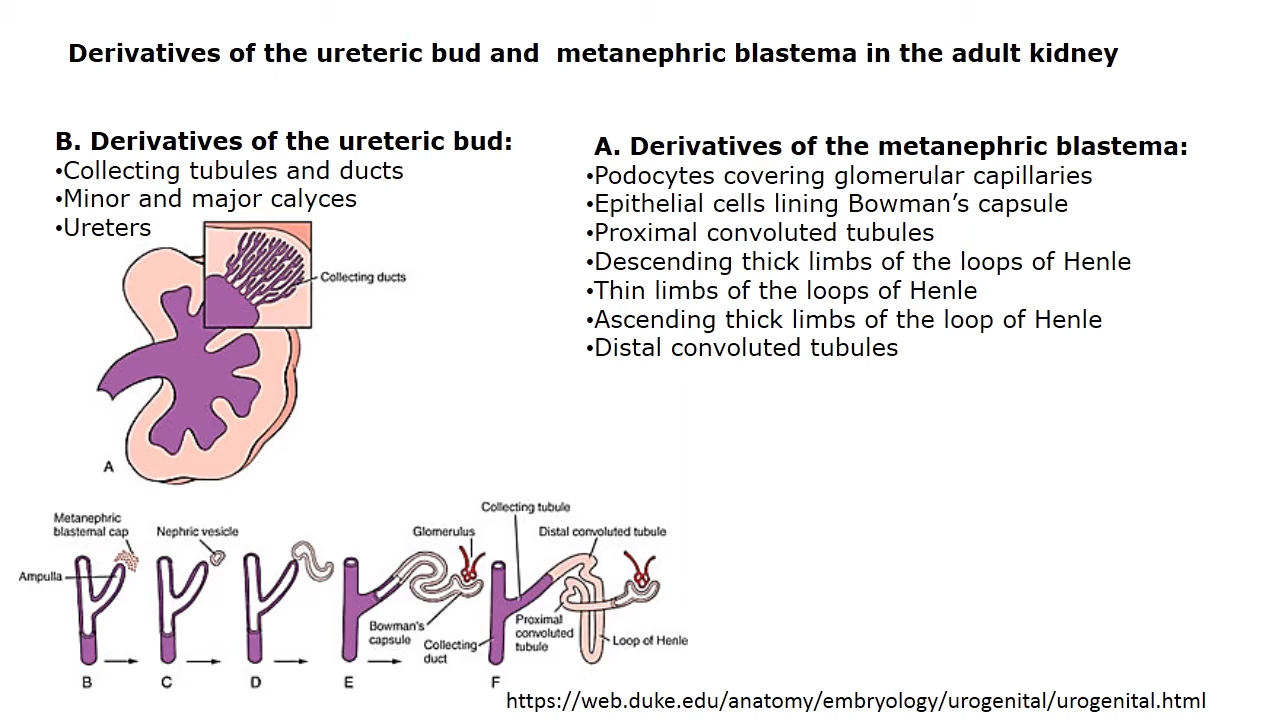 Derivatives of the ureteric bud and  metanephric blastema in the adult kidney
B. Derivatives of the ureteric bud:
•Collecting tubules and ducts
•Minor and major calyces
•Ureters
A. Derivatives of the metanephric blastema:
•Podocytes covering glomerular capillaries
•Epithelial cells lining Bowman’s capsule
•Proximal convoluted tubules
•Descending thick limbs of the loops of Henle
•Thin limbs of the loops of Henle
•Ascending thick limbs of the loop of Henle
•Distal convoluted tubules
Collecting ducts
A
Metanephric
blastemal cap
Nephric vesicle
Ampulla
Glomerulus
Collecting tubule
Distal convoluted tubule
Bowman's
capsule
Collecting
duct
Proximal
convoluted
tubule
Loop of Henle
B
C
D
E
F
https://web.duke.edu/anatomy/embryology/urogenital/urogenital.html